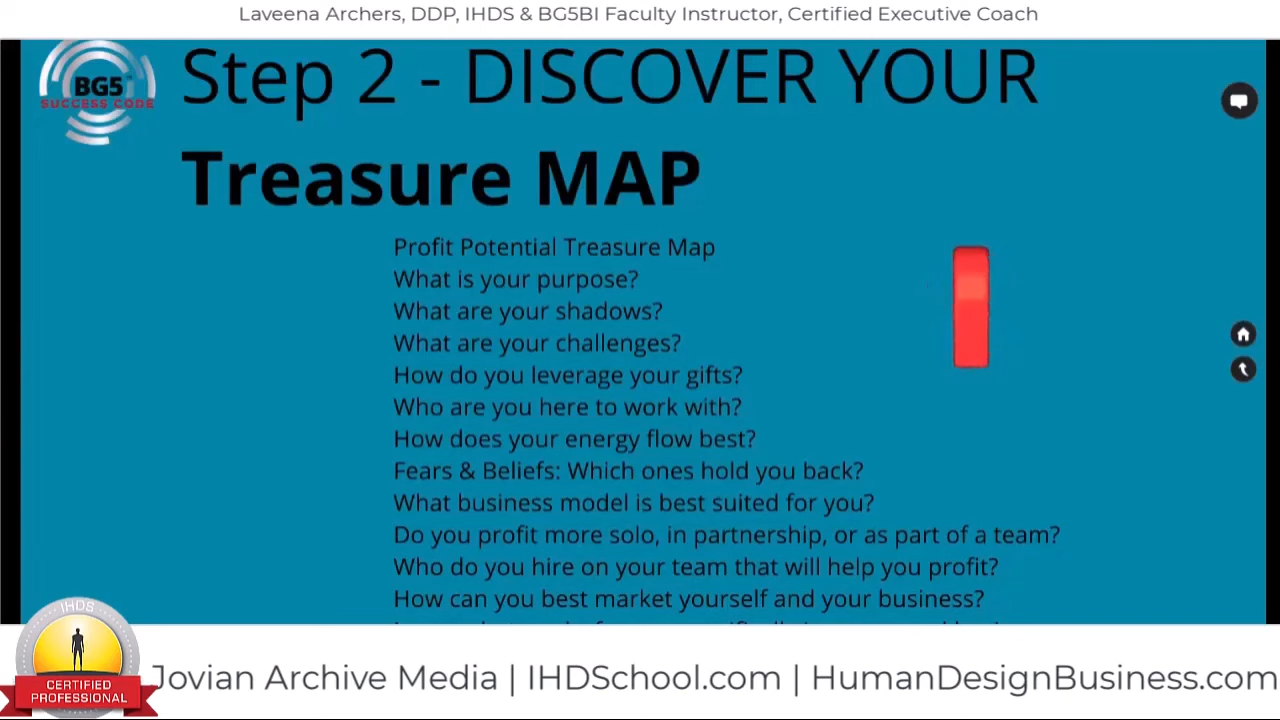 Laveena Archers, DDP, IHDS & BG5BI Faculty Instructor, Certified Executive Coach
BG5
SUCCESS CODE
Step 2 - DISCOVER YOUR
Treasure MAP
Profit Potential Treasure Map
What is your purpose?
What are your shadows?
What are your challenges?
How do you leverage your gifts?
Who are you here to work with?
How does your energy flow best?
Fears & Beliefs: Which ones hold you back?
What business model is best suited for you?
Do you profit more solo, in partnership, or as part of a team?
Who do you hire on your team that will help you profit?
How can you best market yourself and your business?
IHDS
CERTIFIED
PROFESSIONAL
Jovian Archive Media | IHDSchool.com | HumanDesignBusiness.com